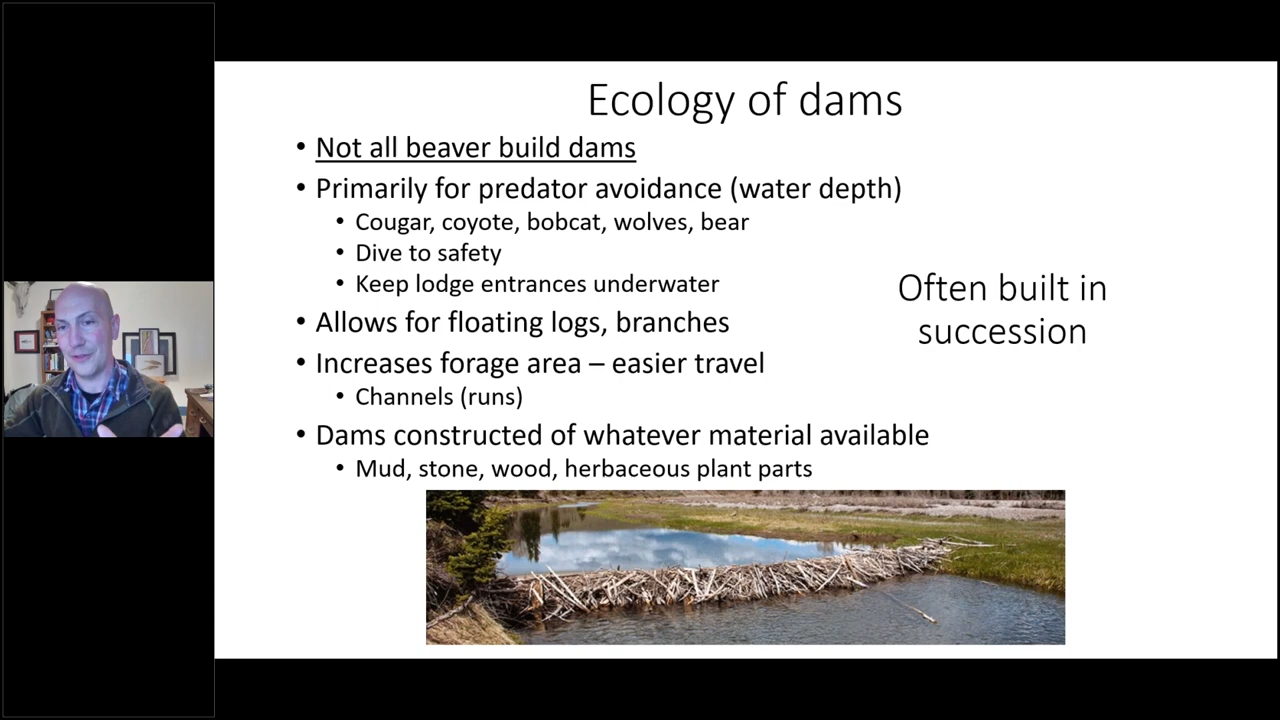 Ecology of dams
• Not all beaver build dams
• Primarily for predator avoidance (water depth)
• Cougar, coyote, bobcat, wolves, bear
• Dive to safety
• Keep lodge entrances underwater
• Allows for floating logs, branches
• Increases forage area – easier travel
• Channels (runs)
• Dams constructed of whatever material available
• Mud, stone, wood, herbaceous plant parts
Often built in
succession